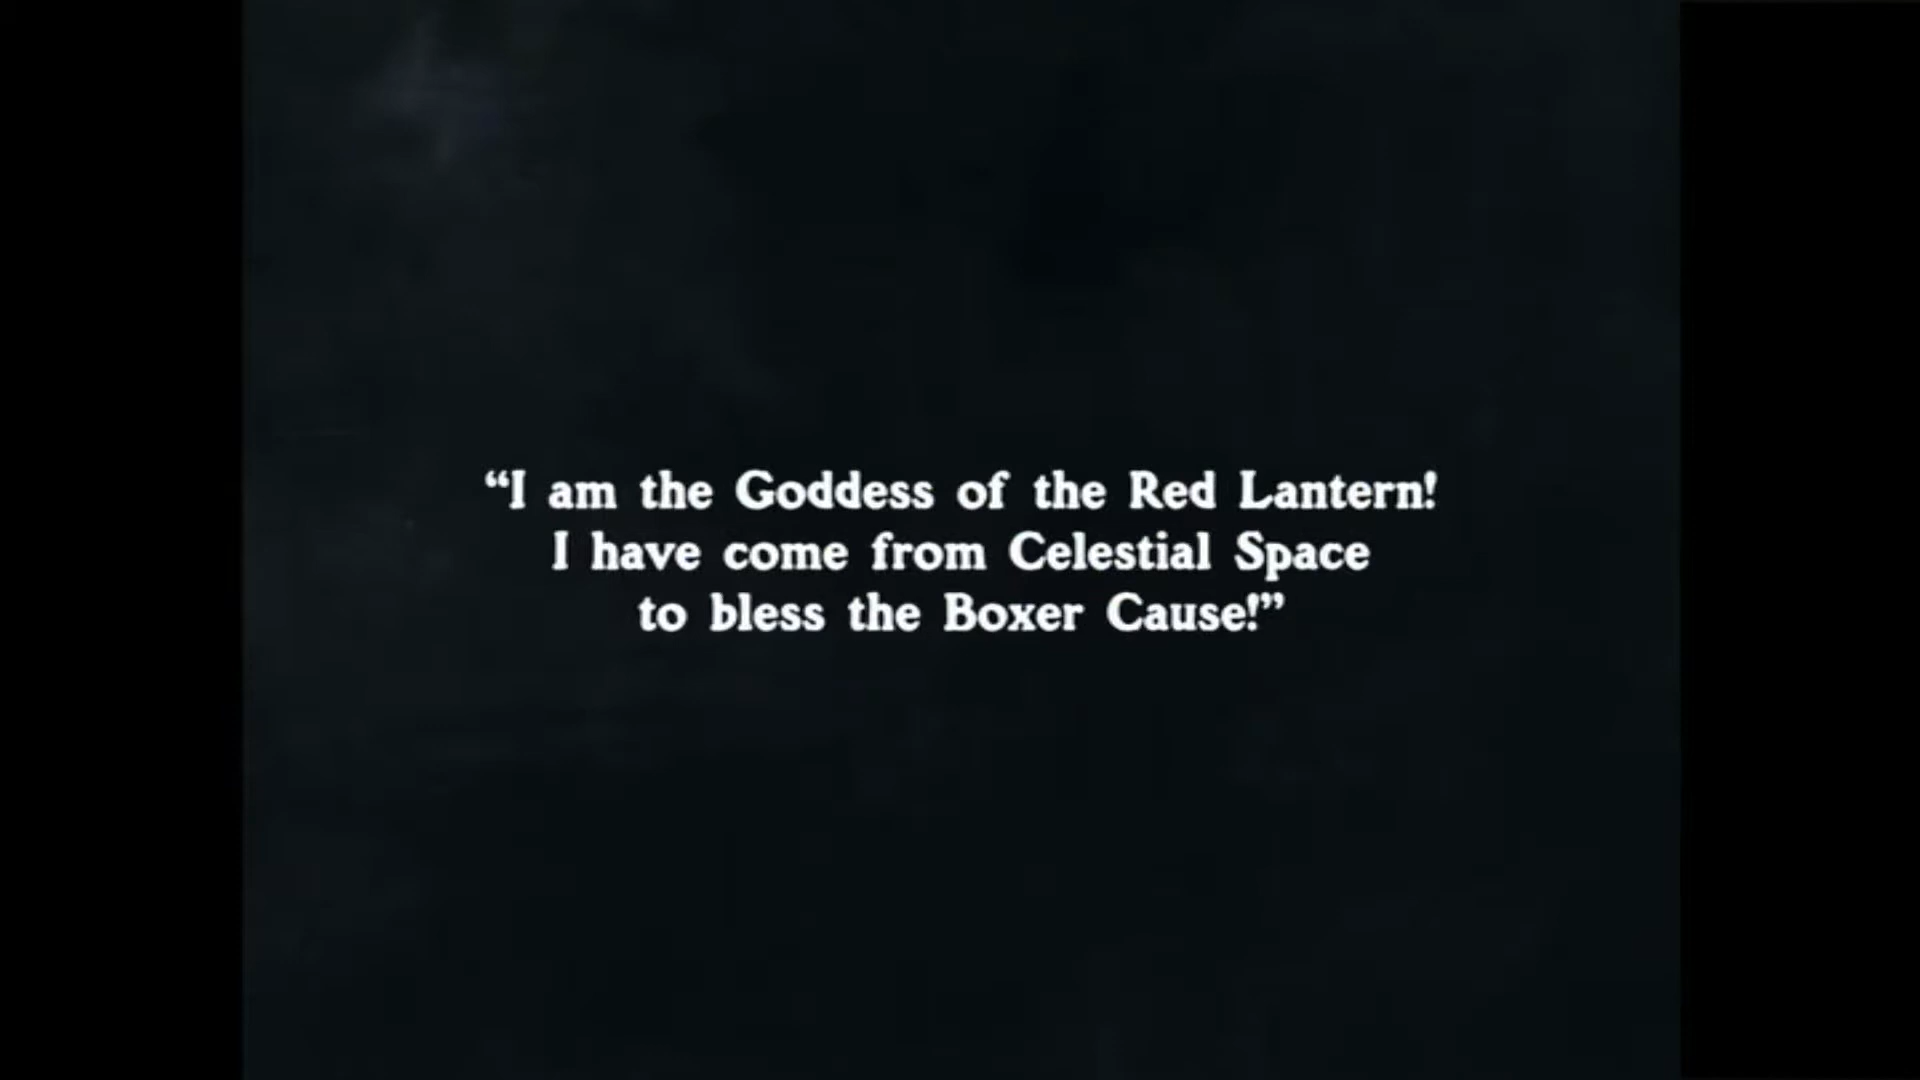 “I am the Goddess of the Red Lantern!
I have come from Celestial Space
to bless the Boxer Cause!”